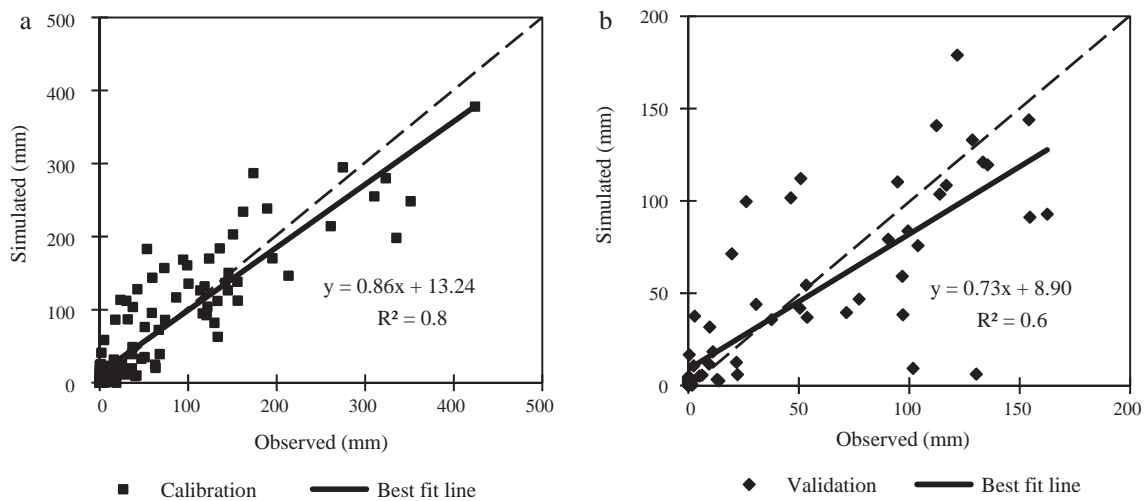 a
500
400
300
200
100
0
Simulated (mm)
0 100 200 300 400 500
Observed (mm)
y = 0.86x + 13.24
R² = 0.8
Calibration Best fit line
b
200
150
100
50
0
Simulated (mm)
0 50 100 150 200
Observed (mm)
y = 0.73x + 8.90
R² = 0.6
Validation Best fit line